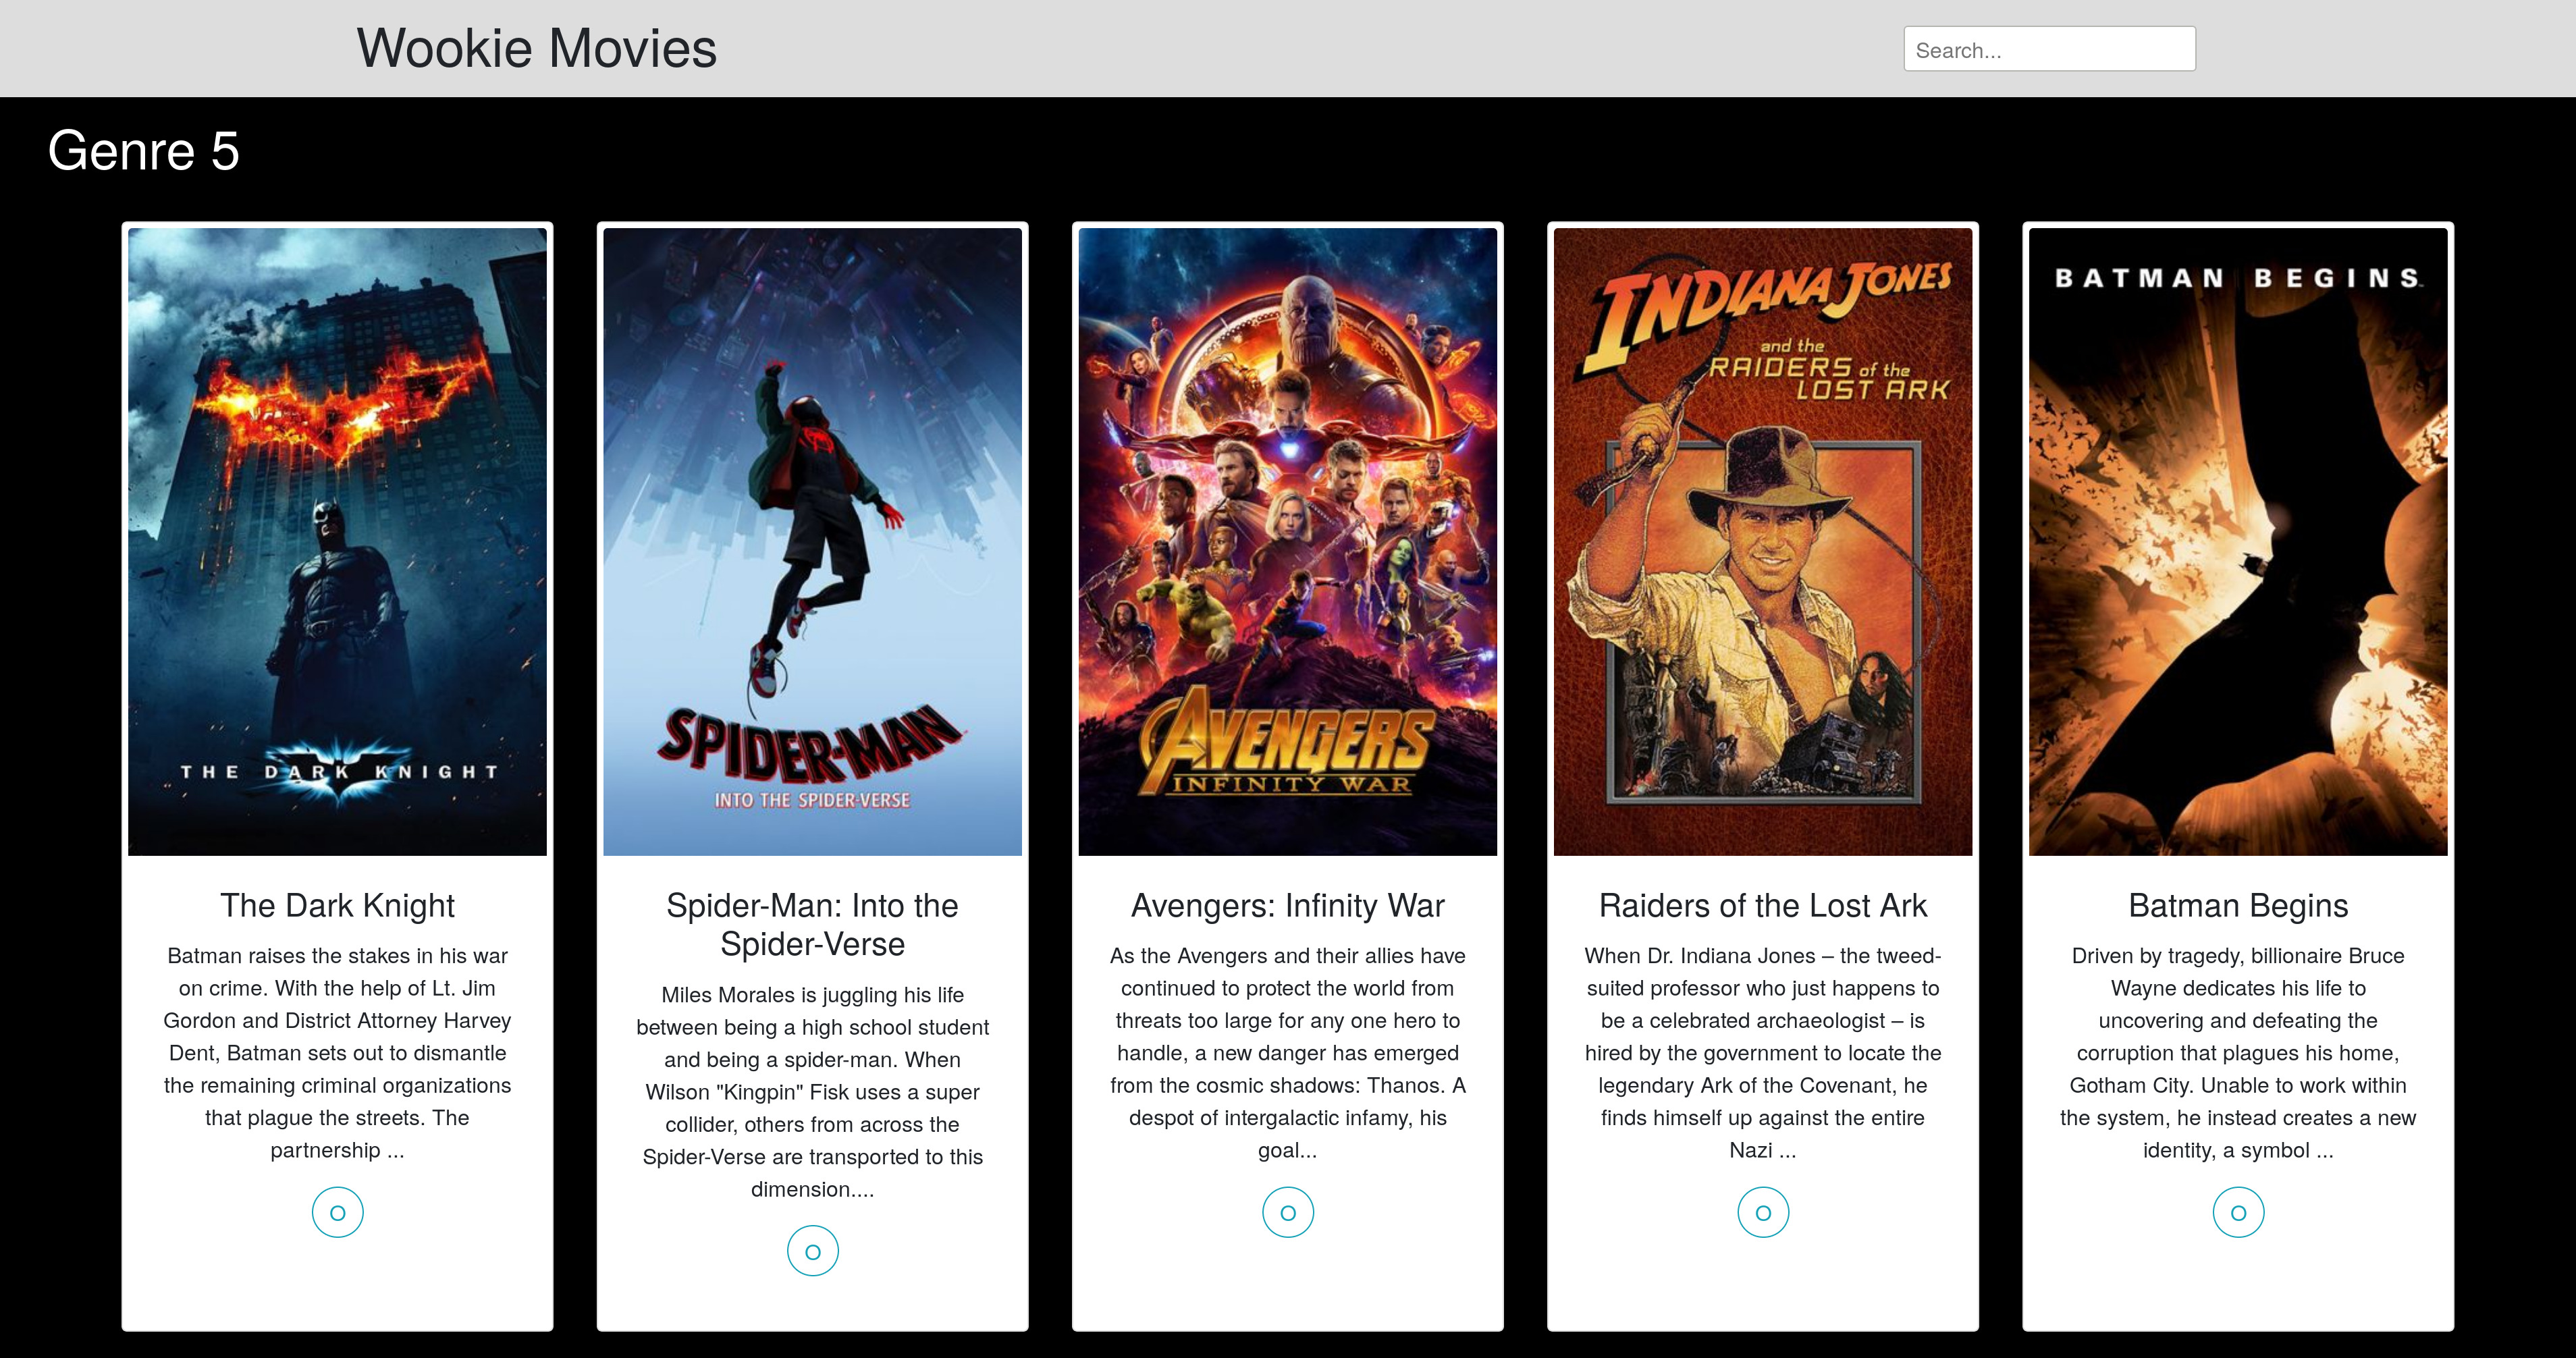 Wookie Movies
Search...
Genre 5
THE DARK KNIGHT
The Dark Knight
Batman raises the stakes in his war
on crime. With the help of Lt. Jim
Gordon and District Attorney Harvey
Dent, Batman sets out to dismantle
the remaining criminal organizations
that plague the streets. The
partnership ...
O
SPIDER-MAN
INTO THE SPIDER-VERSE
Spider-Man: Into the
Spider-Verse
Miles Morales is juggling his life
between being a high school student
and being a spider-man. When
Wilson "Kingpin" Fisk uses a super
collider, others from across the
Spider-Verse are transported to this
dimension....
O
AVENGERS
INFINITY WAR
Avengers: Infinity War
As the Avengers and their allies have
continued to protect the world from
threats too large for any one hero to
handle, a new danger has emerged
from the cosmic shadows: Thanos. A
despot of intergalactic infamy, his
goal...
O
INDIANA JONES
and the
RAIDERS of the
LOST ARK
Raiders of the Lost Ark
When Dr. Indiana Jones – the tweed-
suited professor who just happens to
be a celebrated archaeologist – is
hired by the government to locate the
legendary Ark of the Covenant, he
finds himself up against the entire
Nazi ...
O
BATMAN BEGINS
Batman Begins
Driven by tragedy, billionaire Bruce
Wayne dedicates his life to
uncovering and defeating the
corruption that plagues his home,
Gotham City. Unable to work within
the system, he instead creates a new
identity, a symbol ...
O